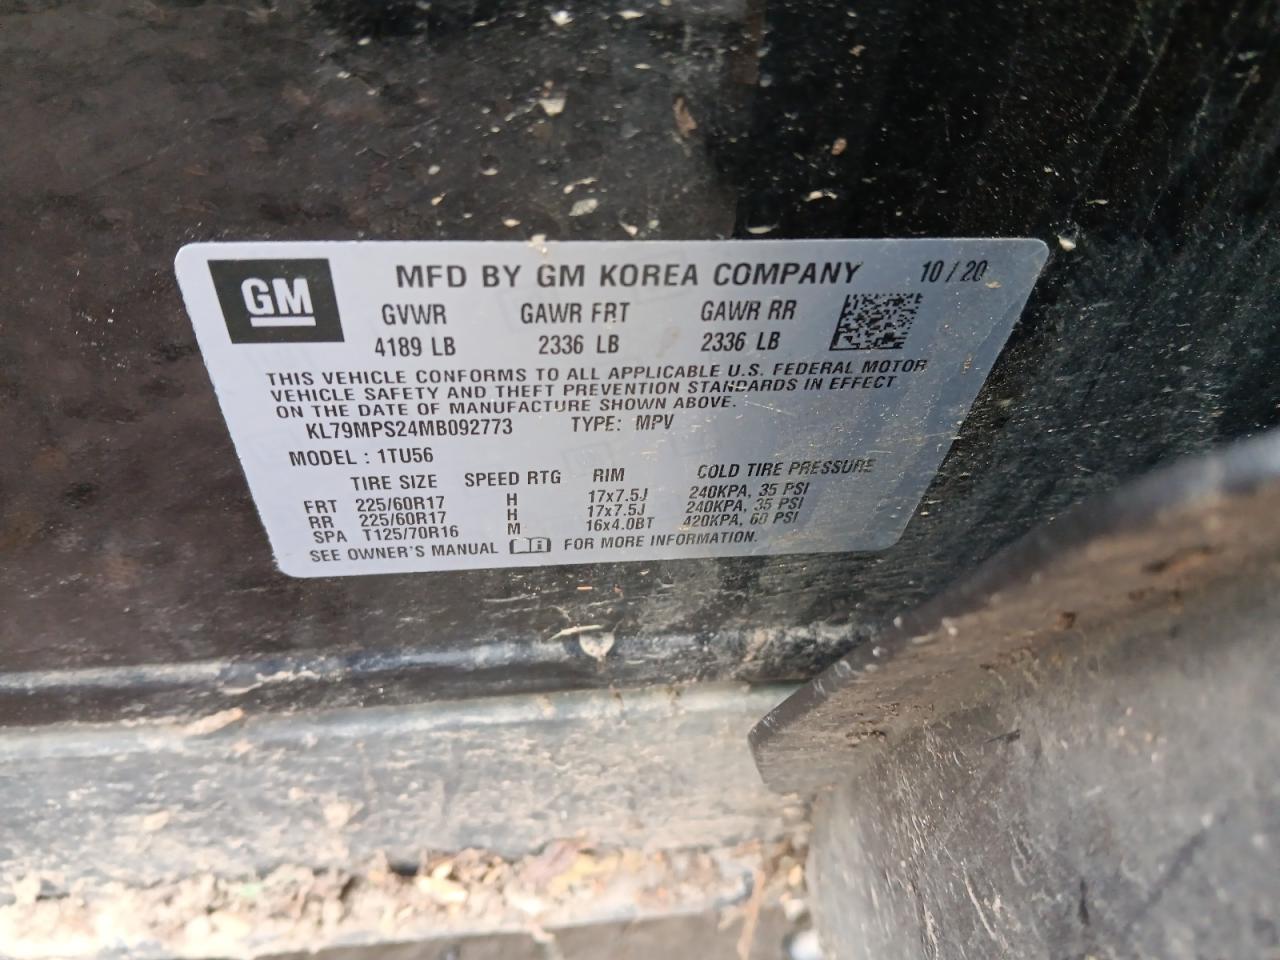 GM MFD BY GM KOREA COMPANY 10/20
GVWR GAWR FRT GAWR RR
4189 LB 2336 LB 2336 LB
THIS VEHICLE CONFORMS TO ALL APPLICABLE U.S. FEDERAL MOTOR
VEHICLE SAFETY AND THEFT PREVENTION STANDARDS IN EFFECT
ON THE DATE OF MANUFACTURE SHOWN ABOVE.
KL79MPS24MB092773 TYPE: MPV
MODEL : 1TU56
TIRE SIZE SPEED RTG RIM COLD TIRE PRESSURE
FRT 225/60R17 H 17x7.5J 240KPA, 35 PSI
RR 225/60R17 H 17x7.5J 240KPA, 35 PSI
SPA T125/70R16 M 16x4.0BT 420KPA, 60 PSI
SEE OWNER'S MANUAL FOR MORE INFORMATION.